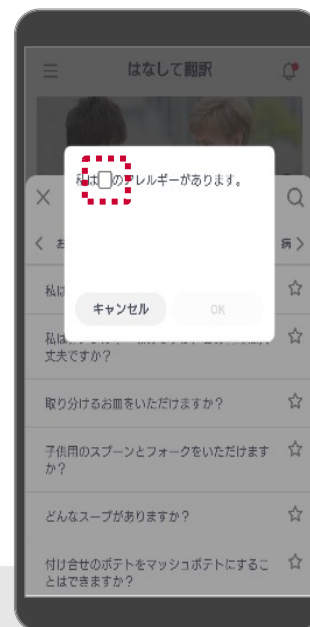 はなして翻訳
私は□のアレルギーがあります。
キャンセル
OK
お
病
私は
私は
丈夫ですか?
取り分けるお皿をいただけますか?
子供用のスプーンとフォークをいただけます
か?
どんなスープがありますか?
付け合せのポテトをマッシュポテトにするこ
とはできますか?